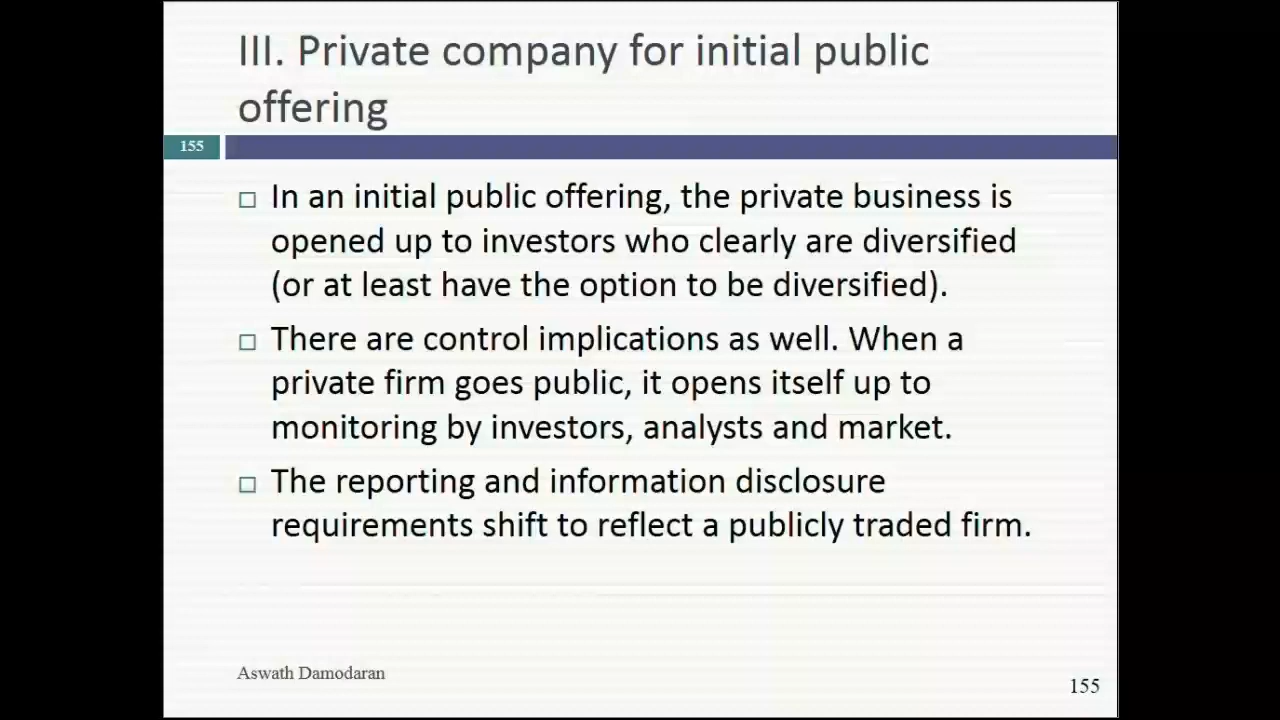 III. Private company for initial public
offering
155
□ In an initial public offering, the private business is
opened up to investors who clearly are diversified
(or at least have the option to be diversified).
□ There are control implications as well. When a
private firm goes public, it opens itself up to
monitoring by investors, analysts and market.
□ The reporting and information disclosure
requirements shift to reflect a publicly traded firm.
Aswath Damodaran
155